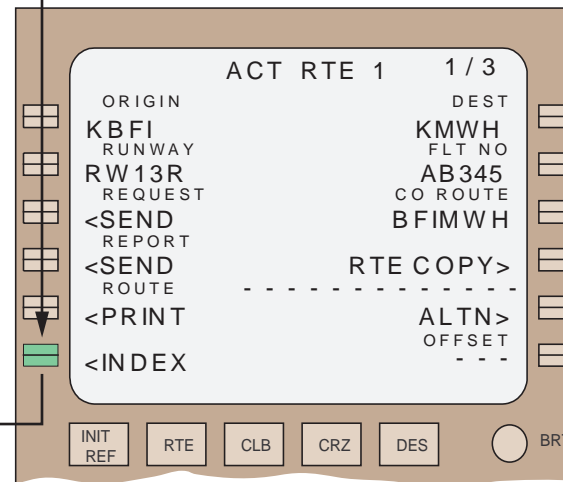 ACT RTE 1 1/3
ORIGIN DEST
KBFI KMWH
RUNWAY FLT NO
RW13R AB345
REQUEST CO ROUTE
<SEND BFIMWH
REPORT
<SEND RTE COPY>
ROUTE - - - - - - - - - - - - -
<PRINT ALTN>
OFFSET
<INDEX - - -
INIT REF RTE CLB CRZ DES